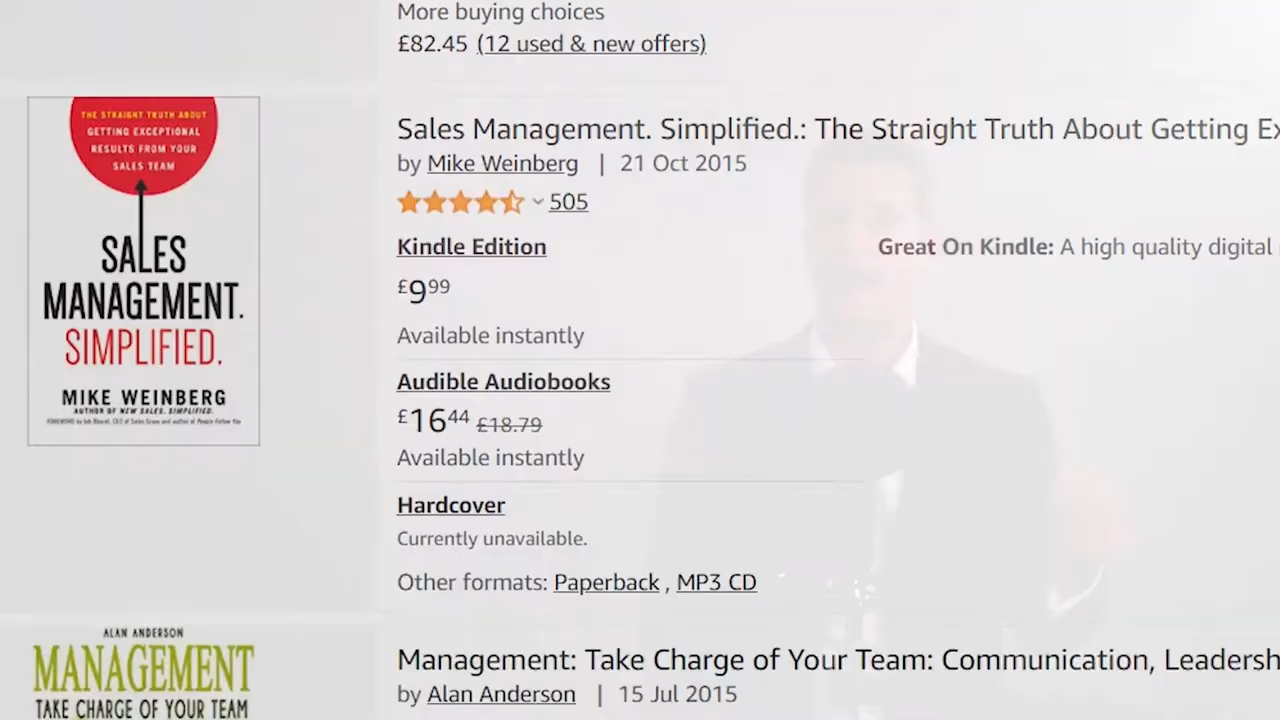 More buying choices
£82.45 (12 used & new offers)
THE STRAIGHT TRUTH ABOUT
GETTING EXCEPTIONAL
RESULTS FROM YOUR
SALES TEAM
SALES
MANAGEMENT.
SIMPLIFIED.
MIKE WEINBERG
AUTHOR OF NEW SALES. SIMPLIFIED.
Sales Management. Simplified.: The Straight Truth About Getting Ex
by Mike Weinberg | 21 Oct 2015
505
Kindle Edition
Great On Kindle: A high quality digital
£9.99
Available instantly
Audible Audiobooks
£16.44 £18.79
Available instantly
Hardcover
Currently unavailable.
Other formats: Paperback , MP3 CD
ALAN ANDERSON
MANAGEMENT
TAKE CHARGE OF YOUR TEAM
Management: Take Charge of Your Team: Communication, Leadersh
by Alan Anderson | 15 Jul 2015